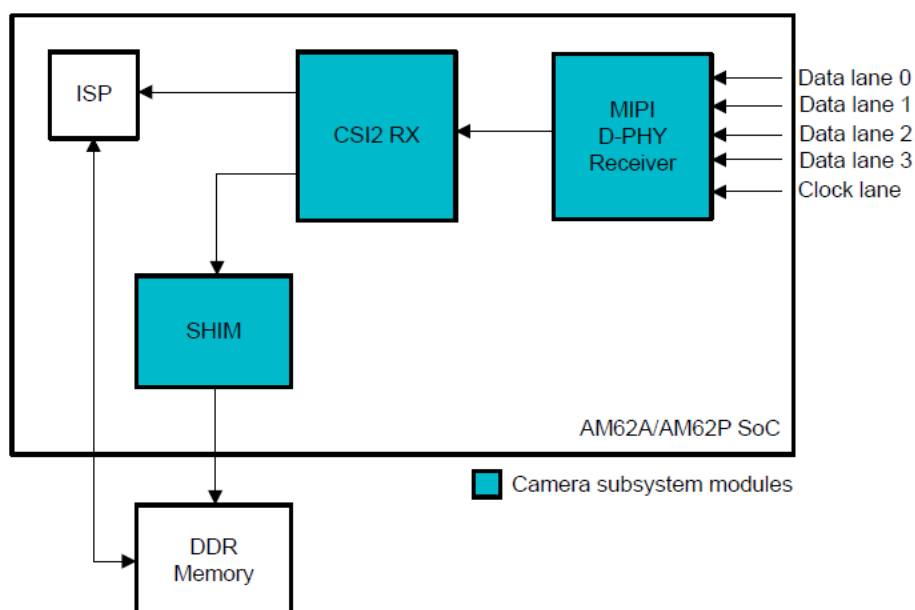 ISP
CSI2 RX
MIPI
D-PHY
Receiver
Data lane 0
Data lane 1
Data lane 2
Data lane 3
Clock lane
SHIM
AM62A/AM62P SoC
Camera subsystem modules
DDR
Memory